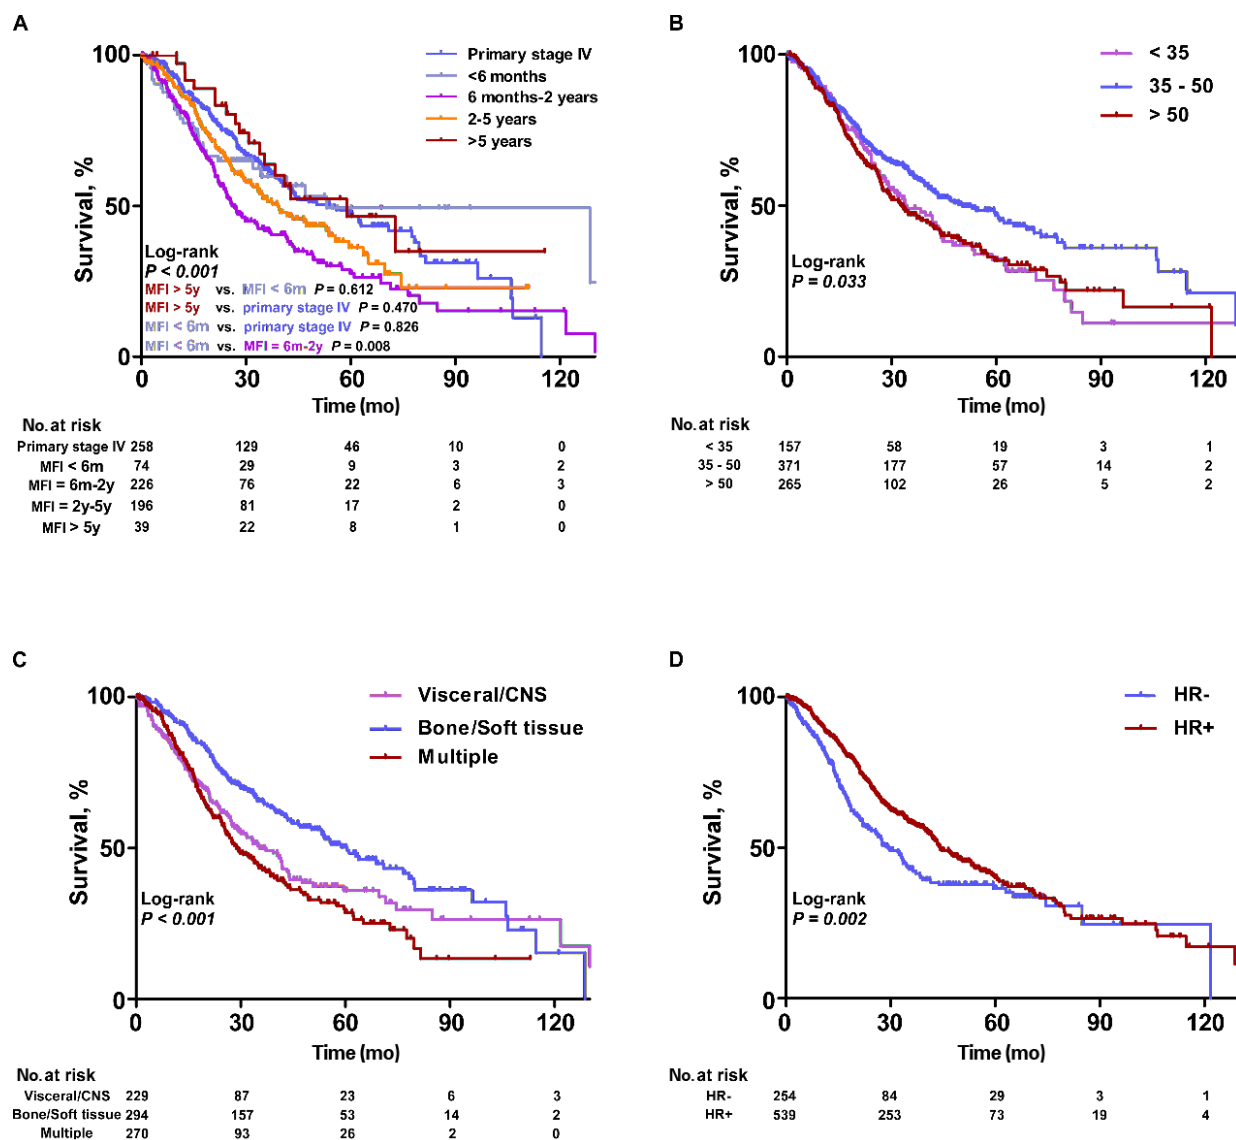 A
100
50
0
Survival, %
Primary stage IV
<6 months
6 months-2 years
2-5 years
>5 years
Log-rank
P < 0.001
MFI > 5y vs. MFI < 6m P = 0.612
MFI > 5y vs. primary stage IV P = 0.470
MFI < 6m vs. primary stage IV P = 0.826
MFI < 6m vs. MFI = 6m-2y P = 0.008
0 30 60 90 120
Time (mo)
No. at risk
Primary stage IV 258 129 46 10 0
MFI < 6m 74 29 9 3 2
MFI = 6m-2y 226 76 22 6 3
MFI = 2y-5y 196 81 17 2 0
MFI > 5y 39 22 8 1 0
B
100
50
0
Survival, %
< 35
35 - 50
> 50
Log-rank
P = 0.033
0 30 60 90 120
Time (mo)
No. at risk
< 35 157 58 19 3 1
35 - 50 371 177 57 14 2
> 50 265 102 26 5 2
C
100
50
0
Survival, %
Visceral/CNS
Bone/Soft tissue
Multiple
Log-rank
P < 0.001
0 30 60 90 120
Time (mo)
No. at risk
Visceral/CNS 229 87 23 6 3
Bone/Soft tissue 294 157 53 14 2
Multiple 270 93 26 2 0
D
100
50
0
Survival, %
HR-
HR+
Log-rank
P = 0.002
0 30 60 90 120
Time (mo)
No. at risk
HR- 254 84 29 3 1
HR+ 539 253 73 19 4